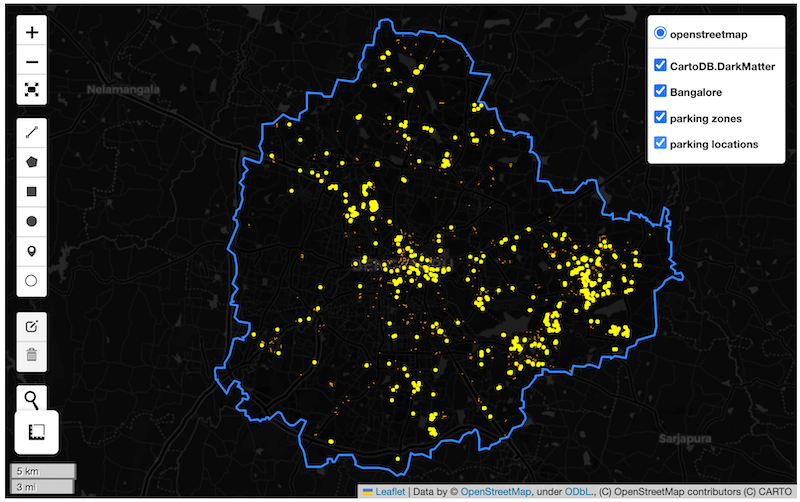 +
openstreetmap
−
CartoDB.DarkMatter
Bangalore
parking zones
parking locations
Nelamangala
Sarjapura
5 km
3 mi
Leaflet | Data by © OpenStreetMap, under ODbL., (C) OpenStreetMap contributors (C) CARTO